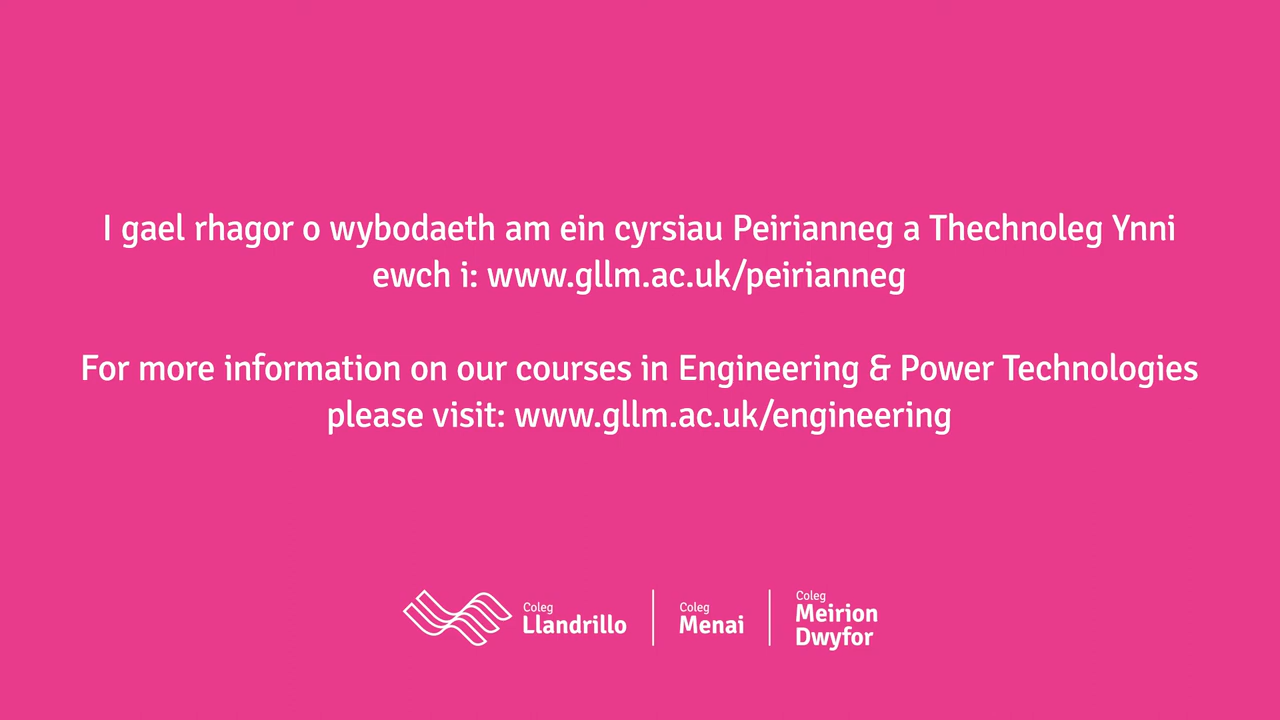 I gael rhagor o wybodaeth am ein cyrsiau Peirianneg a Thechnoleg Ynni
ewch i: www.gllm.ac.uk/peirianneg
For more information on our courses in Engineering & Power Technologies
please visit: www.gllm.ac.uk/engineering
Coleg
Llandrillo
Coleg
Menai
Coleg
Meirion
Dwyfor